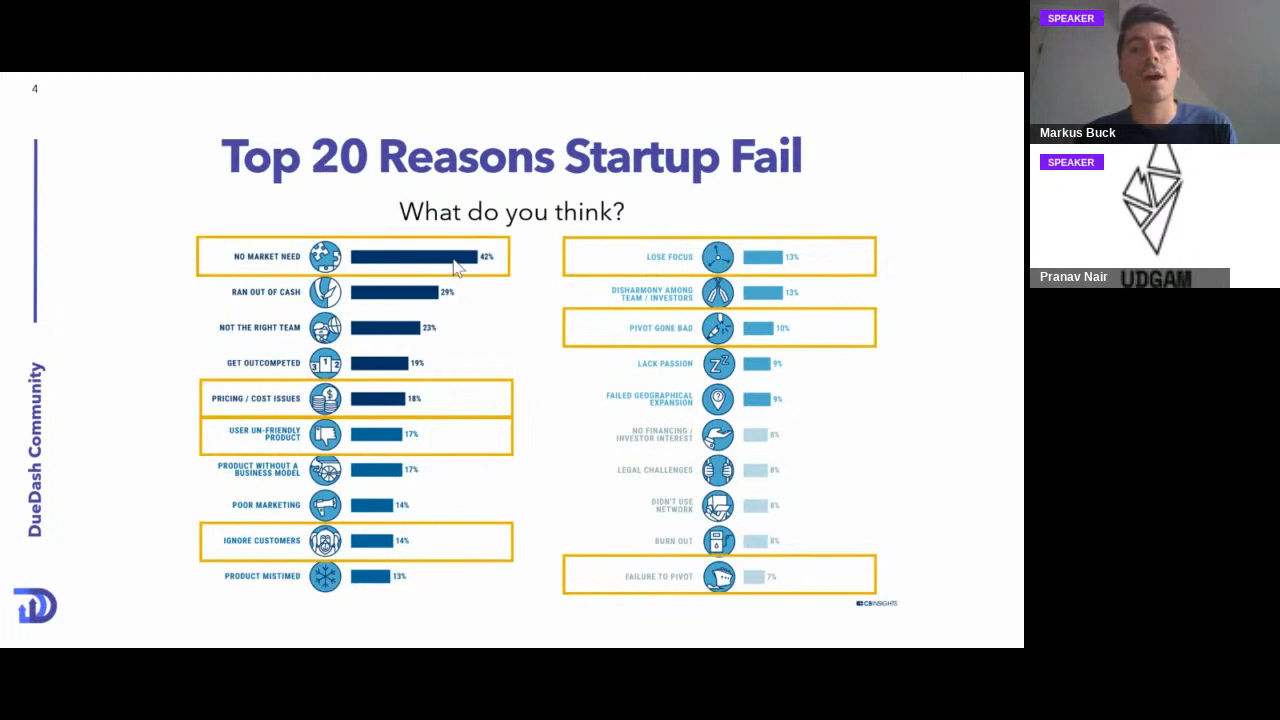 4
Top 20 Reasons Startup Fail
What do you think?
NO MARKET NEED 42%
RAN OUT OF CASH 29%
NOT THE RIGHT TEAM 23%
GET OUTCOMPETED 3 1 2 19%
PRICING / COST ISSUES $ 18%
USER UN-FRIENDLY
PRODUCT 17%
PRODUCT WITHOUT A
BUSINESS MODEL 17%
POOR MARKETING 14%
IGNORE CUSTOMERS 14%
PRODUCT MISTIMED 13%
LOSE FOCUS 13%
DISHARMONY AMONG
TEAM / INVESTORS 13%
PIVOT GONE BAD 10%
LACK PASSION ZZ 9%
FAILED GEOGRAPHICAL
EXPANSION 9%
NO FINANCING /
INVESTOR INTEREST 8%
LEGAL CHALLENGES 8%
DIDN'T USE
NETWORK 8%
BURN OUT 8%
FAILURE TO PIVOT 7%
CBINSIGHTS
DueDash Community
SPEAKER
Markus Buck
SPEAKER
Pranav Nair
UDGAM